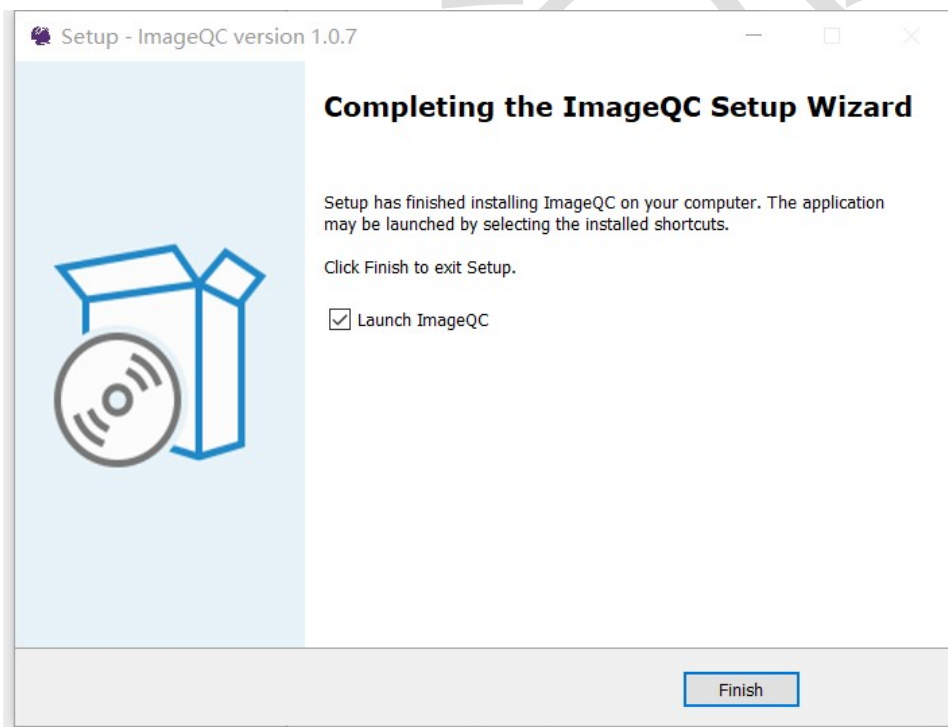 Setup - ImageQC version 1.0.7
Completing the ImageQC Setup Wizard
Setup has finished installing ImageQC on your computer. The application
may be launched by selecting the installed shortcuts.
Click Finish to exit Setup.
Launch ImageQC
Finish